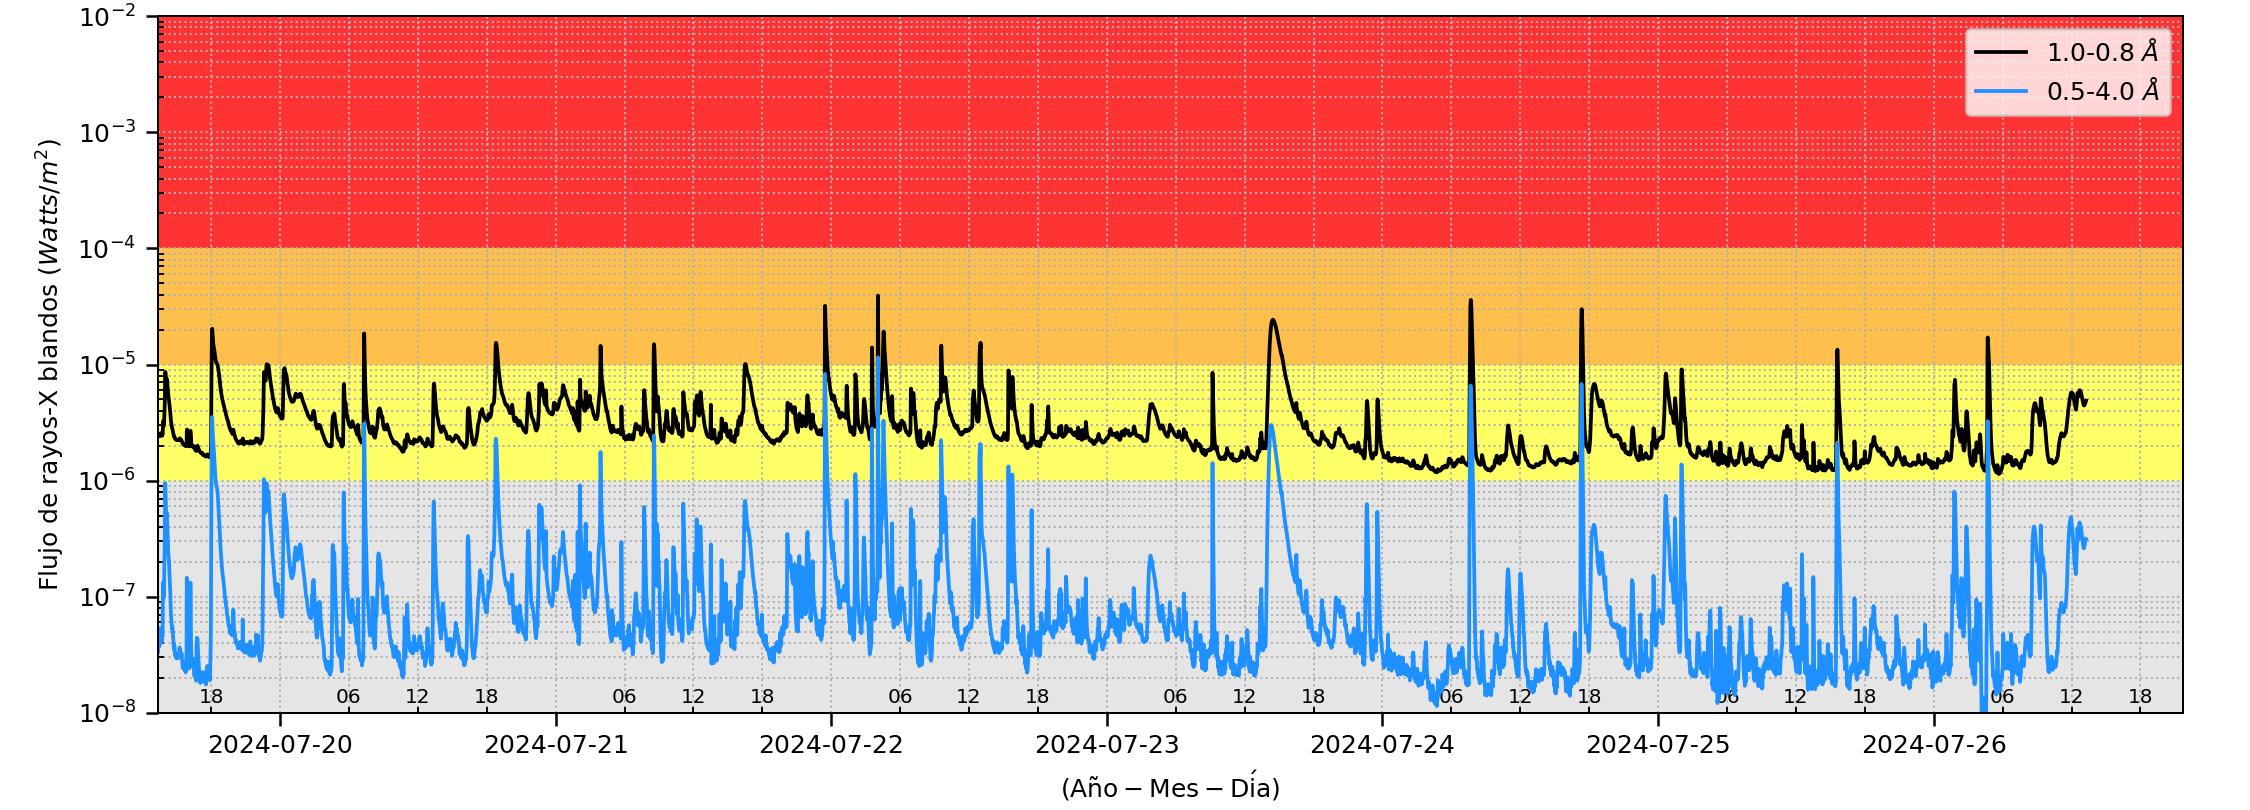 10⁻²
1.0-0.8 Å
0.5-4.0 Å
10⁻³
10⁻⁴
10⁻⁵
10⁻⁶
10⁻⁷
10⁻⁸
Flujo de rayos-X blandos (Watts/m²)
18 06 12 18 06 12 18 06 12 18 06 12 18 06 12 18 06 12 18 06 12 18
2024-07-20 2024-07-21 2024-07-22 2024-07-23 2024-07-24 2024-07-25 2024-07-26
(Año − Mes − Día)